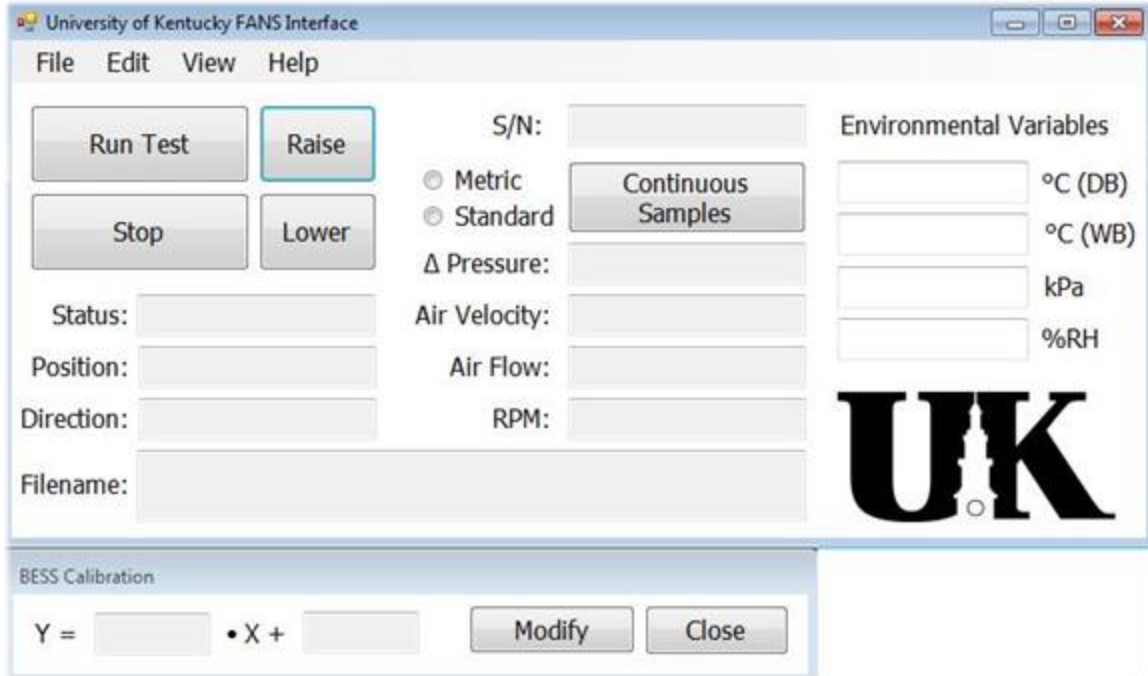 University of Kentucky FANS Interface
File Edit View Help
Run Test
Raise
Stop
Lower
Status:
Position:
Direction:
Filename:
S/N:
Metric
Standard
Continuous
Samples
Δ Pressure:
Air Velocity:
Air Flow:
RPM:
Environmental Variables
°C (DB)
°C (WB)
kPa
%RH
UK
BESS Calibration
Y = • X +
Modify
Close